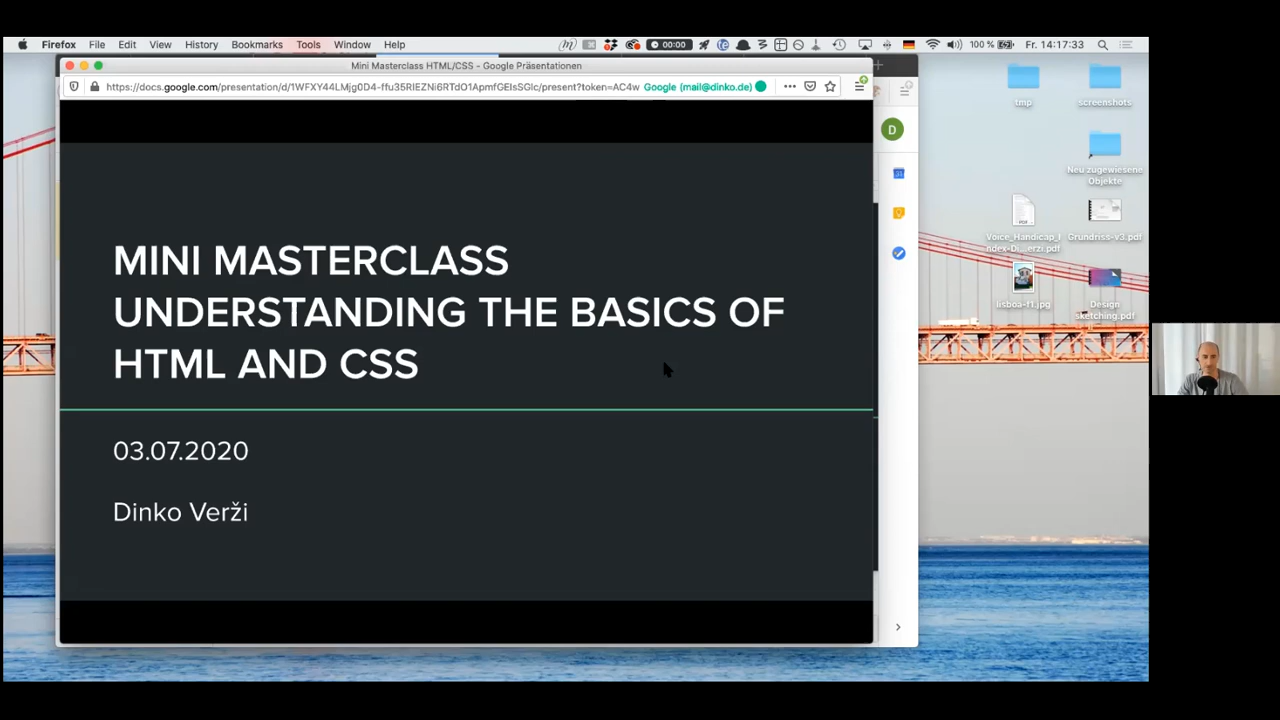 Firefox File Edit View History Bookmarks Tools Window Help 00:00 100 % Fr. 14:17:33
Mini Masterclass HTML/CSS - Google Präsentationen
https://docs.google.com/presentation/d/1WFXY44LMjg0D4-ffu35RIEZNi6RTdO1ApmfGEIsSGlc/present?token=AC4w Google (mail@dinko.de)
tmp
screenshots
D
Neu zugewiesene
Objekte
MINI MASTERCLASS
UNDERSTANDING THE BASICS OF
HTML AND CSS
Grundriss-v3.pdf
lisboa-t1.jpg
Design
sketching.pdf
03.07.2020
Dinko Verži